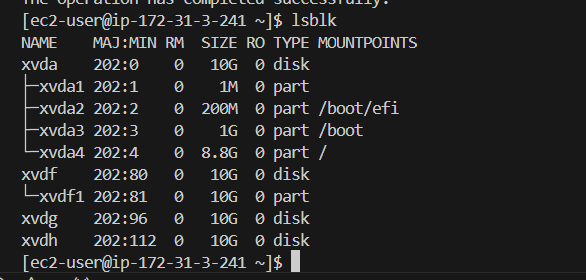 The operation has completed successfully.
[ec2-user@ip-172-31-3-241 ~]$ lsblk
NAME    MAJ:MIN RM  SIZE RO TYPE MOUNTPOINTS
xvda    202:0    0   10G  0 disk
├─xvda1 202:1    0    1M  0 part
├─xvda2 202:2    0  200M  0 part /boot/efi
├─xvda3 202:3    0    1G  0 part /boot
└─xvda4 202:4    0  8.8G  0 part /
xvdf    202:80   0   10G  0 disk
└─xvdf1 202:81   0   10G  0 part
xvdg    202:96   0   10G  0 disk
xvdh    202:112  0   10G  0 disk
[ec2-user@ip-172-31-3-241 ~]$